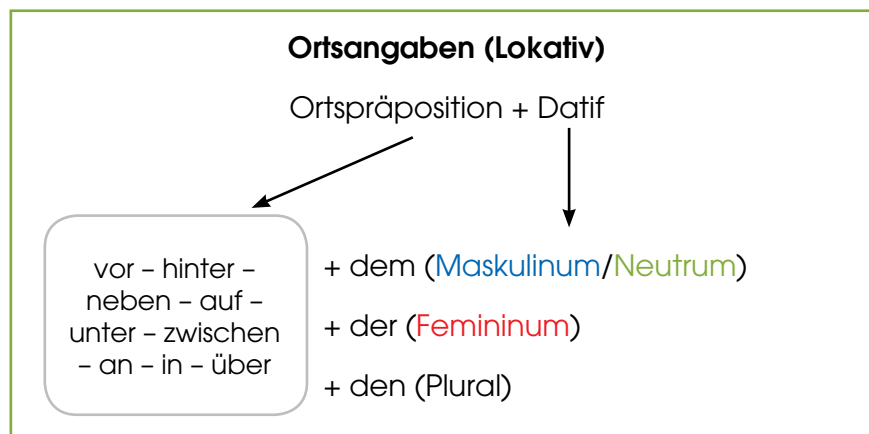 Ortsangaben (Lokativ)
Ortspräposition + Datif
vor – hinter –
neben – auf –
unter – zwischen
– an – in – über
+ dem (Maskulinum/Neutrum)
+ der (Femininum)
+ den (Plural)